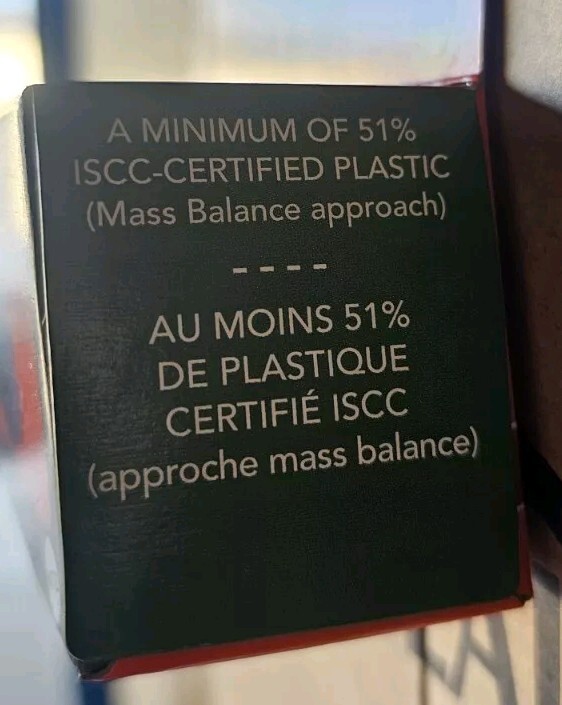 A MINIMUM OF 51%
ISCC-CERTIFIED PLASTIC
(Mass Balance approach)
----
AU MOINS 51%
DE PLASTIQUE
CERTIFIÉ ISCC
(approche mass balance)